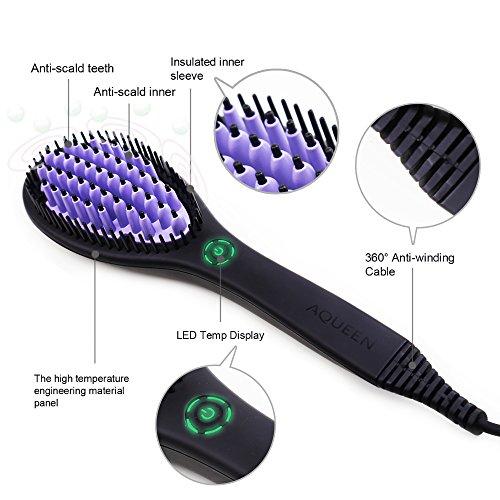 Insulated inner
sleeve
Anti-scald teeth
Anti-scald inner
360° Anti-winding
Cable
AQUEEN
LED Temp Display
The high temperature
engineering material
panel